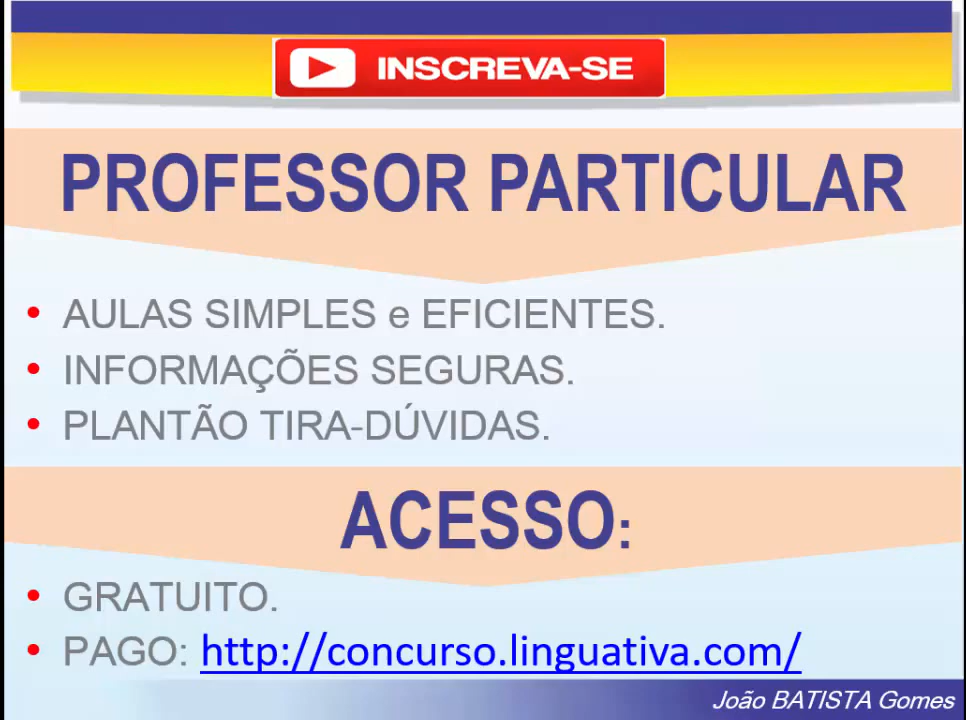 INSCREVA-SE
PROFESSOR PARTICULAR
• AULAS SIMPLES e EFICIENTES.
• INFORMAÇÕES SEGURAS.
• PLANTÃO TIRA-DÚVIDAS.
ACESSO:
• GRATUITO.
• PAGO: http://concurso.linguativa.com/
João BATISTA Gomes